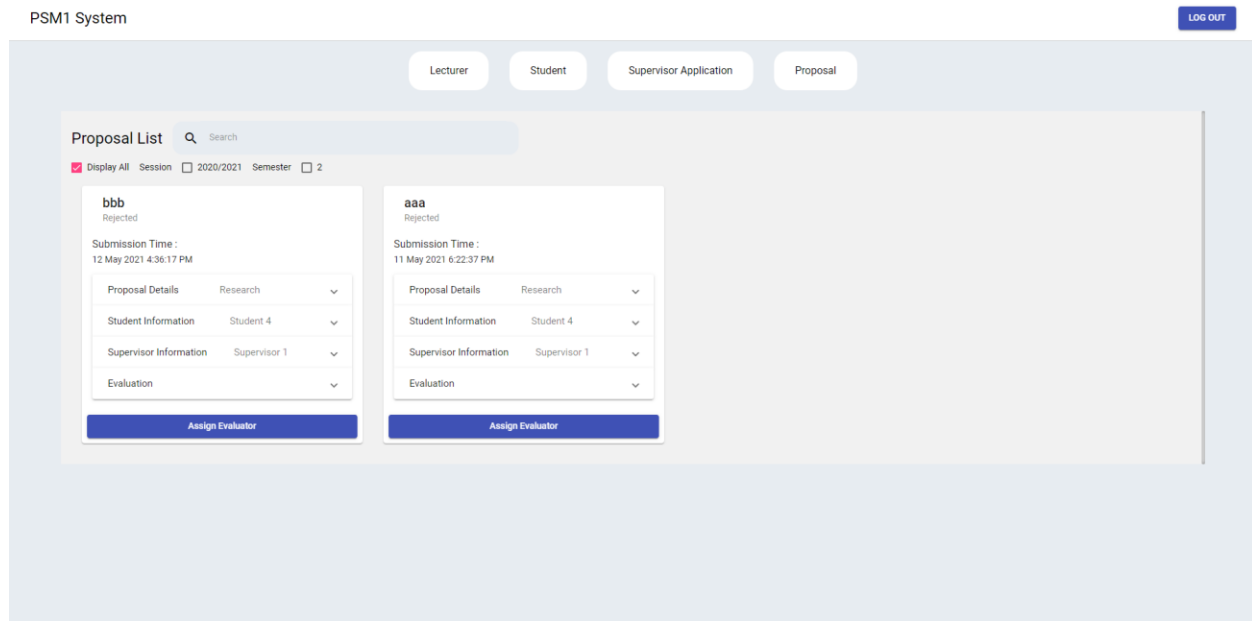 PSM1 System
LOG OUT
Lecturer Student Supervisor Application Proposal
Proposal List Search
Display All Session 2020/2021 Semester 2
bbb
Rejected
Submission Time :
12 May 2021 4:36:17 PM
Proposal Details Research
Student Information Student 4
Supervisor Information Supervisor 1
Evaluation
Assign Evaluator
aaa
Rejected
Submission Time :
11 May 2021 6:22:37 PM
Proposal Details Research
Student Information Student 4
Supervisor Information Supervisor 1
Evaluation
Assign Evaluator